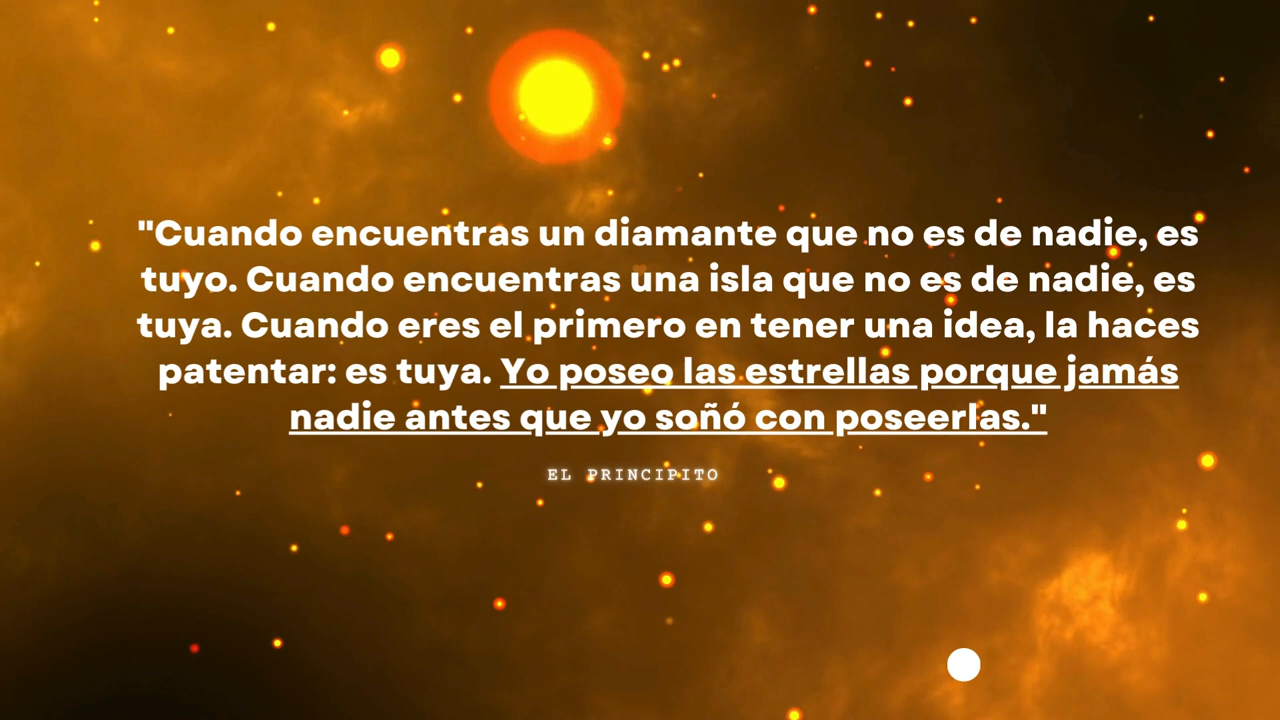 "Cuando encuentras un diamante que no es de nadie, es
tuyo. Cuando encuentras una isla que no es de nadie, es
tuya. Cuando eres el primero en tener una idea, la haces
patentar: es tuya. Yo poseo las estrellas porque jamás
nadie antes que yo soñó con poseerlas."
EL PRINCIPITO